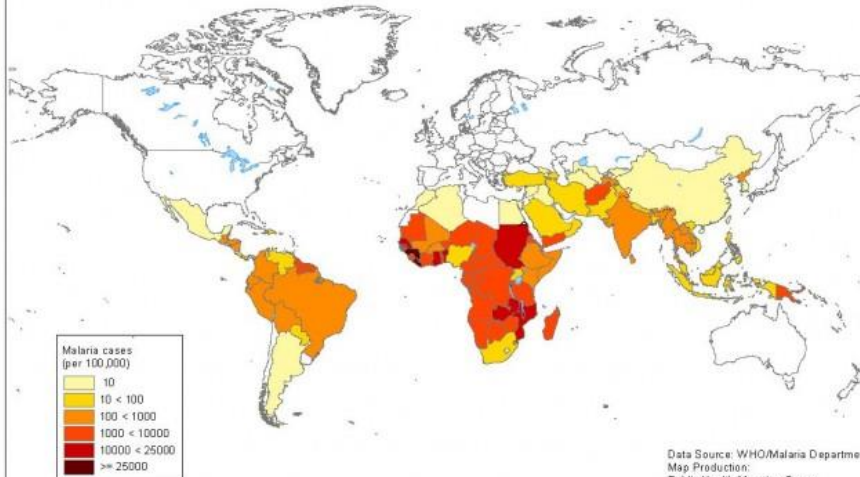 Malaria cases
(per 100,000)
10
10 < 100
100 < 1000
1000 < 10000
10000 < 25000
>= 25000
Data Source: WHO/Malaria Departme
Map Production: